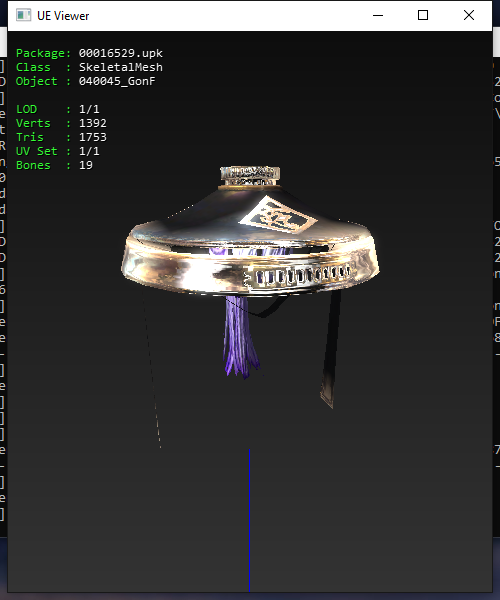 UE Viewer
Package: 00016529.upk
Class : SkeletalMesh
Object : 040045_GonF
LOD : 1/1
Verts : 1392
Tris : 1753
UV Set : 1/1
Bones : 19